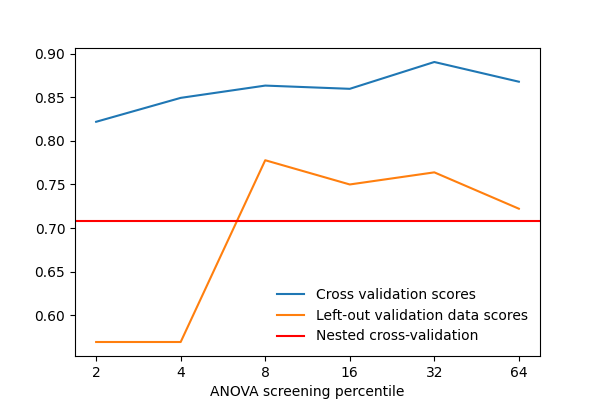 0.90
0.85
0.80
0.75
0.70
0.65
0.60
Cross validation scores
Left-out validation data scores
Nested cross-validation
2 4 8 16 32 64
ANOVA screening percentile